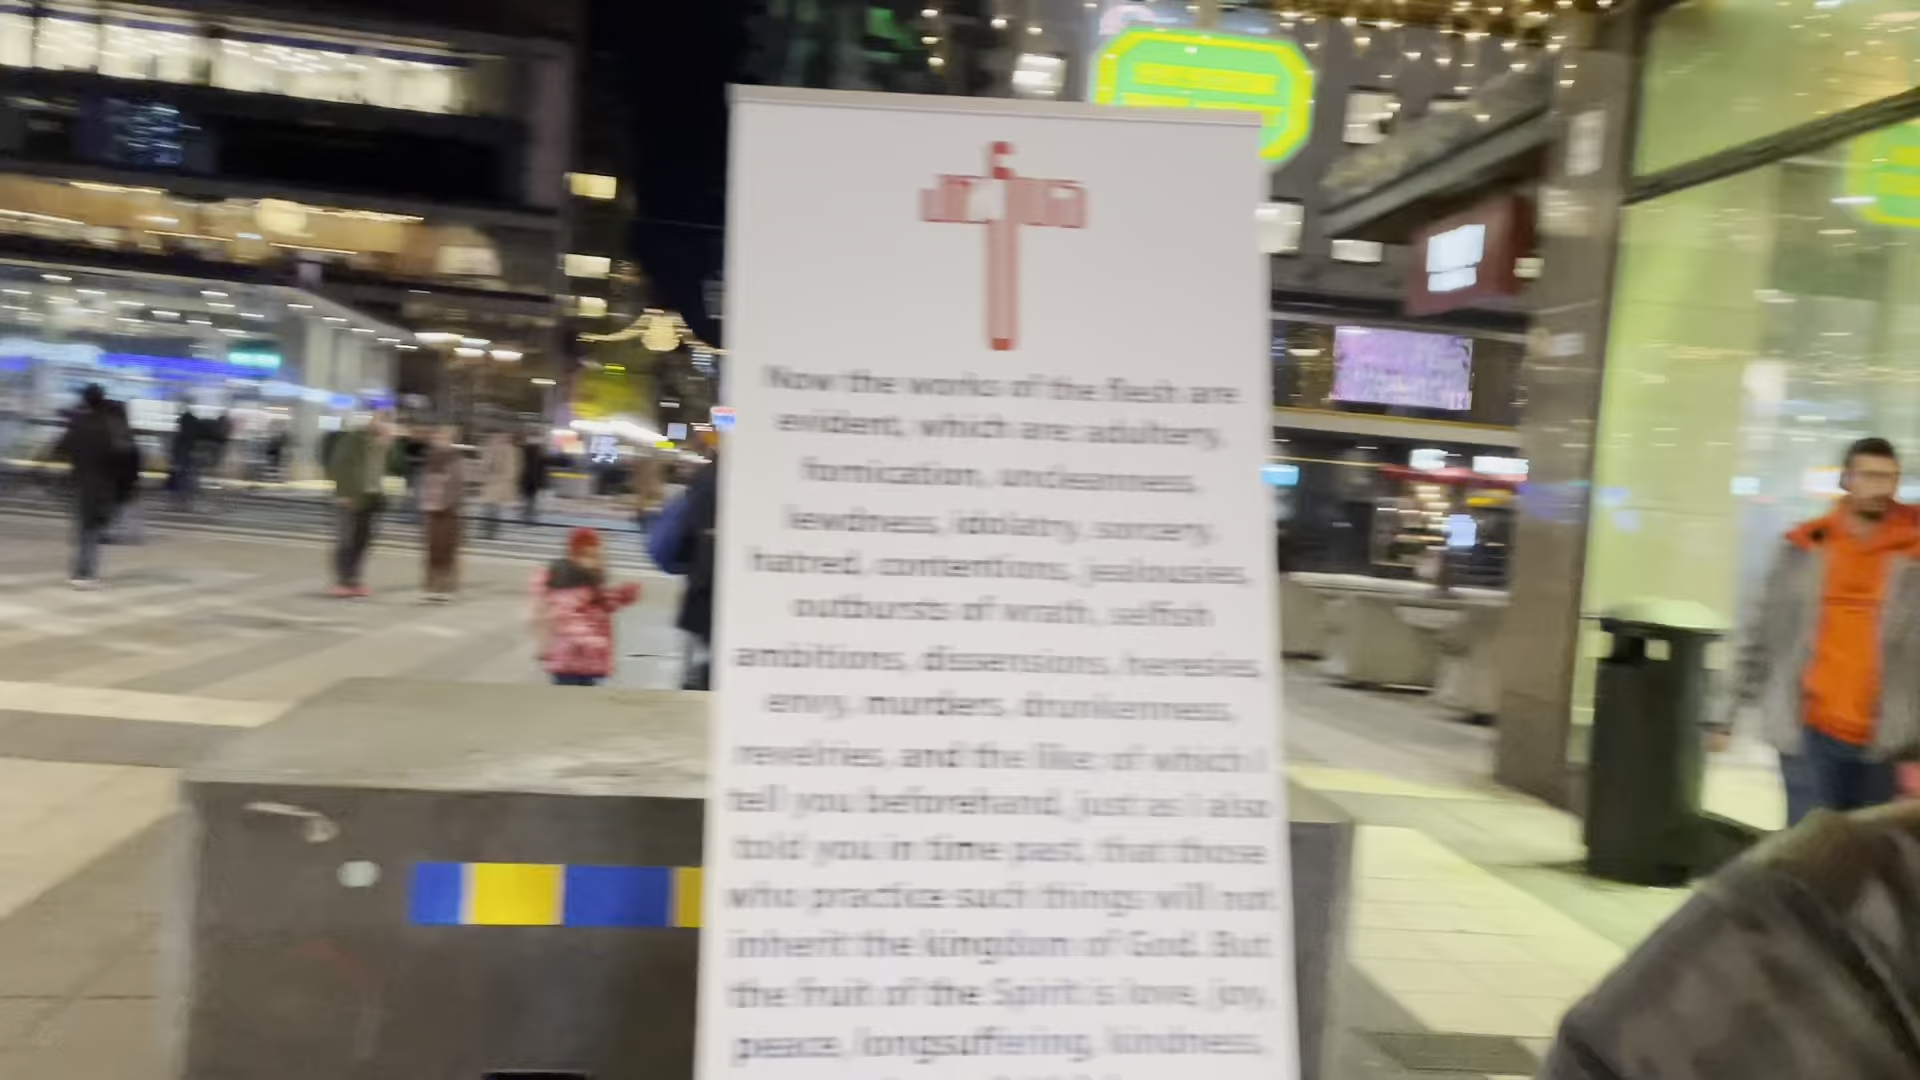 Now the works of the flesh are
evident, which are: adultery,
fornication, uncleanness,
lewdness, idolatry, sorcery,
hatred, contentions, jealousies,
outbursts of wrath, selfish
ambitions, dissensions, heresies,
envy, murders, drunkenness,
revelries, and the like; of which I
tell you beforehand, just as I also
told you in time past, that those
who practice such things will not
inherit the kingdom of God. But
the fruit of the Spirit is love, joy,
peace, longsuffering, kindness,